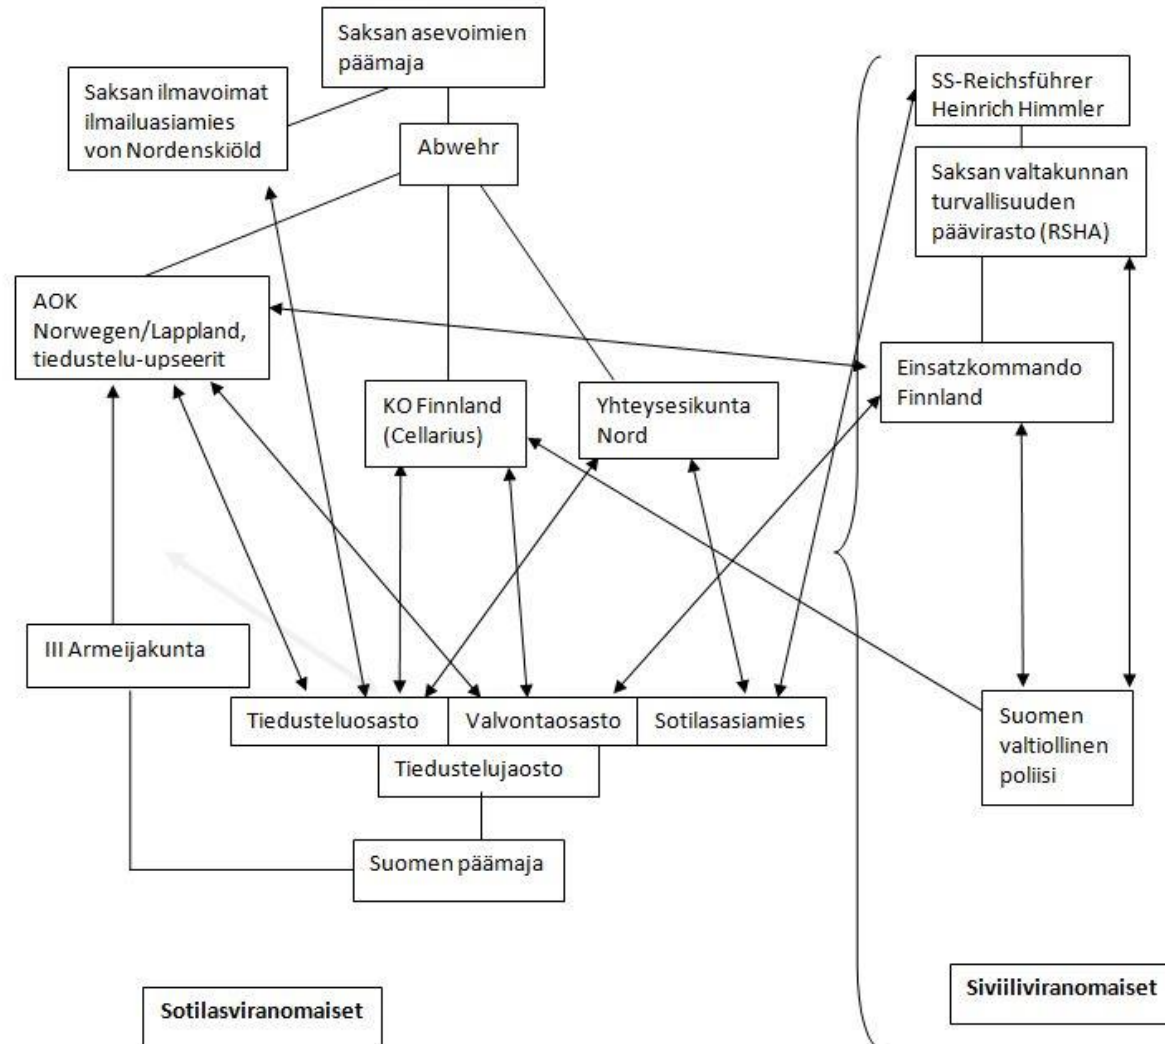 Saksan asevoimien
päämaja
Saksan ilmavoimat
ilmailuasiamies
von Nordenskiöld
Abwehr
SS-Reichsführer
Heinrich Himmler
Saksan valtakunnan
turvallisuuden
päävirasto (RSHA)
AOK
Norwegen/Lappland,
tiedustelu-upseerit
KO Finnland
(Cellarius)
Yhteysesikunta
Nord
Einsatzkommando
Finnland
III Armeijakunta
Tiedusteluosasto
Valvontaosasto
Sotilasasiamies
Tiedustelujaosto
Suomen päämaja
Suomen
valtiollinen
poliisi
Sotilasviranomaiset
Siviiliviranomaiset